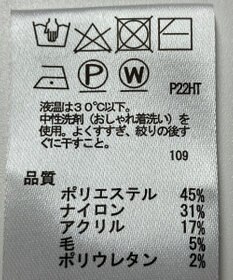 P W P22HT
液温は30℃以下。
中性洗剤(おしゃれ着洗い)を
使用。よくすすぎ、絞りの後す
ぐに干すこと。
109
品質
ポリエステル 45%
ナイロン 31%
アクリル 17%
毛 5%
ポリウレタン 2%